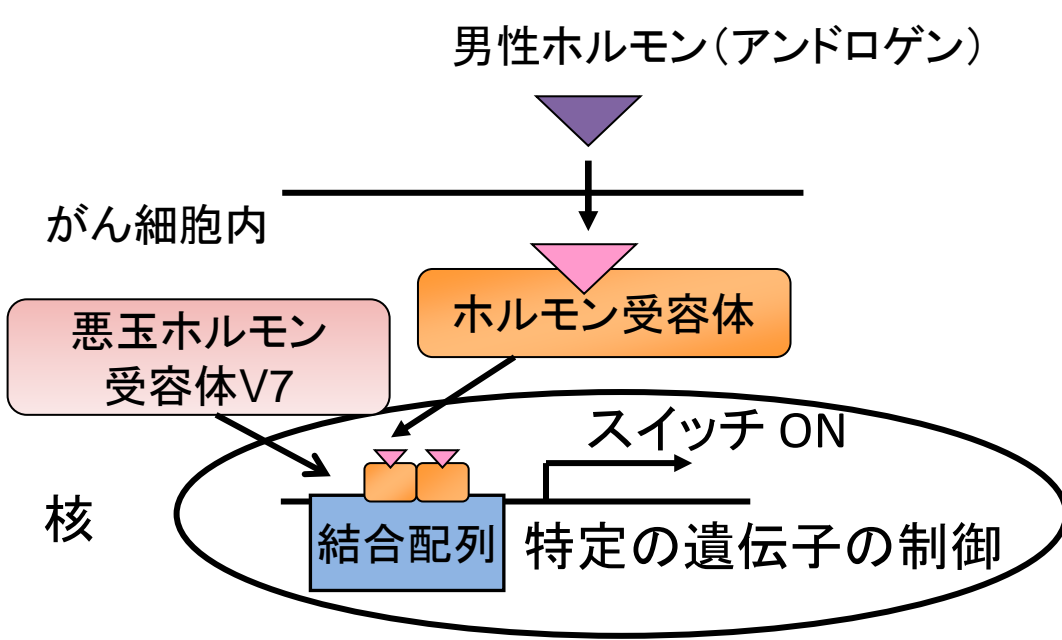 男性ホルモン（アンドロゲン）
がん細胞内
ホルモン受容体
悪玉ホルモン
受容体V7
スイッチ ON
核
結合配列
特定の遺伝子の制御